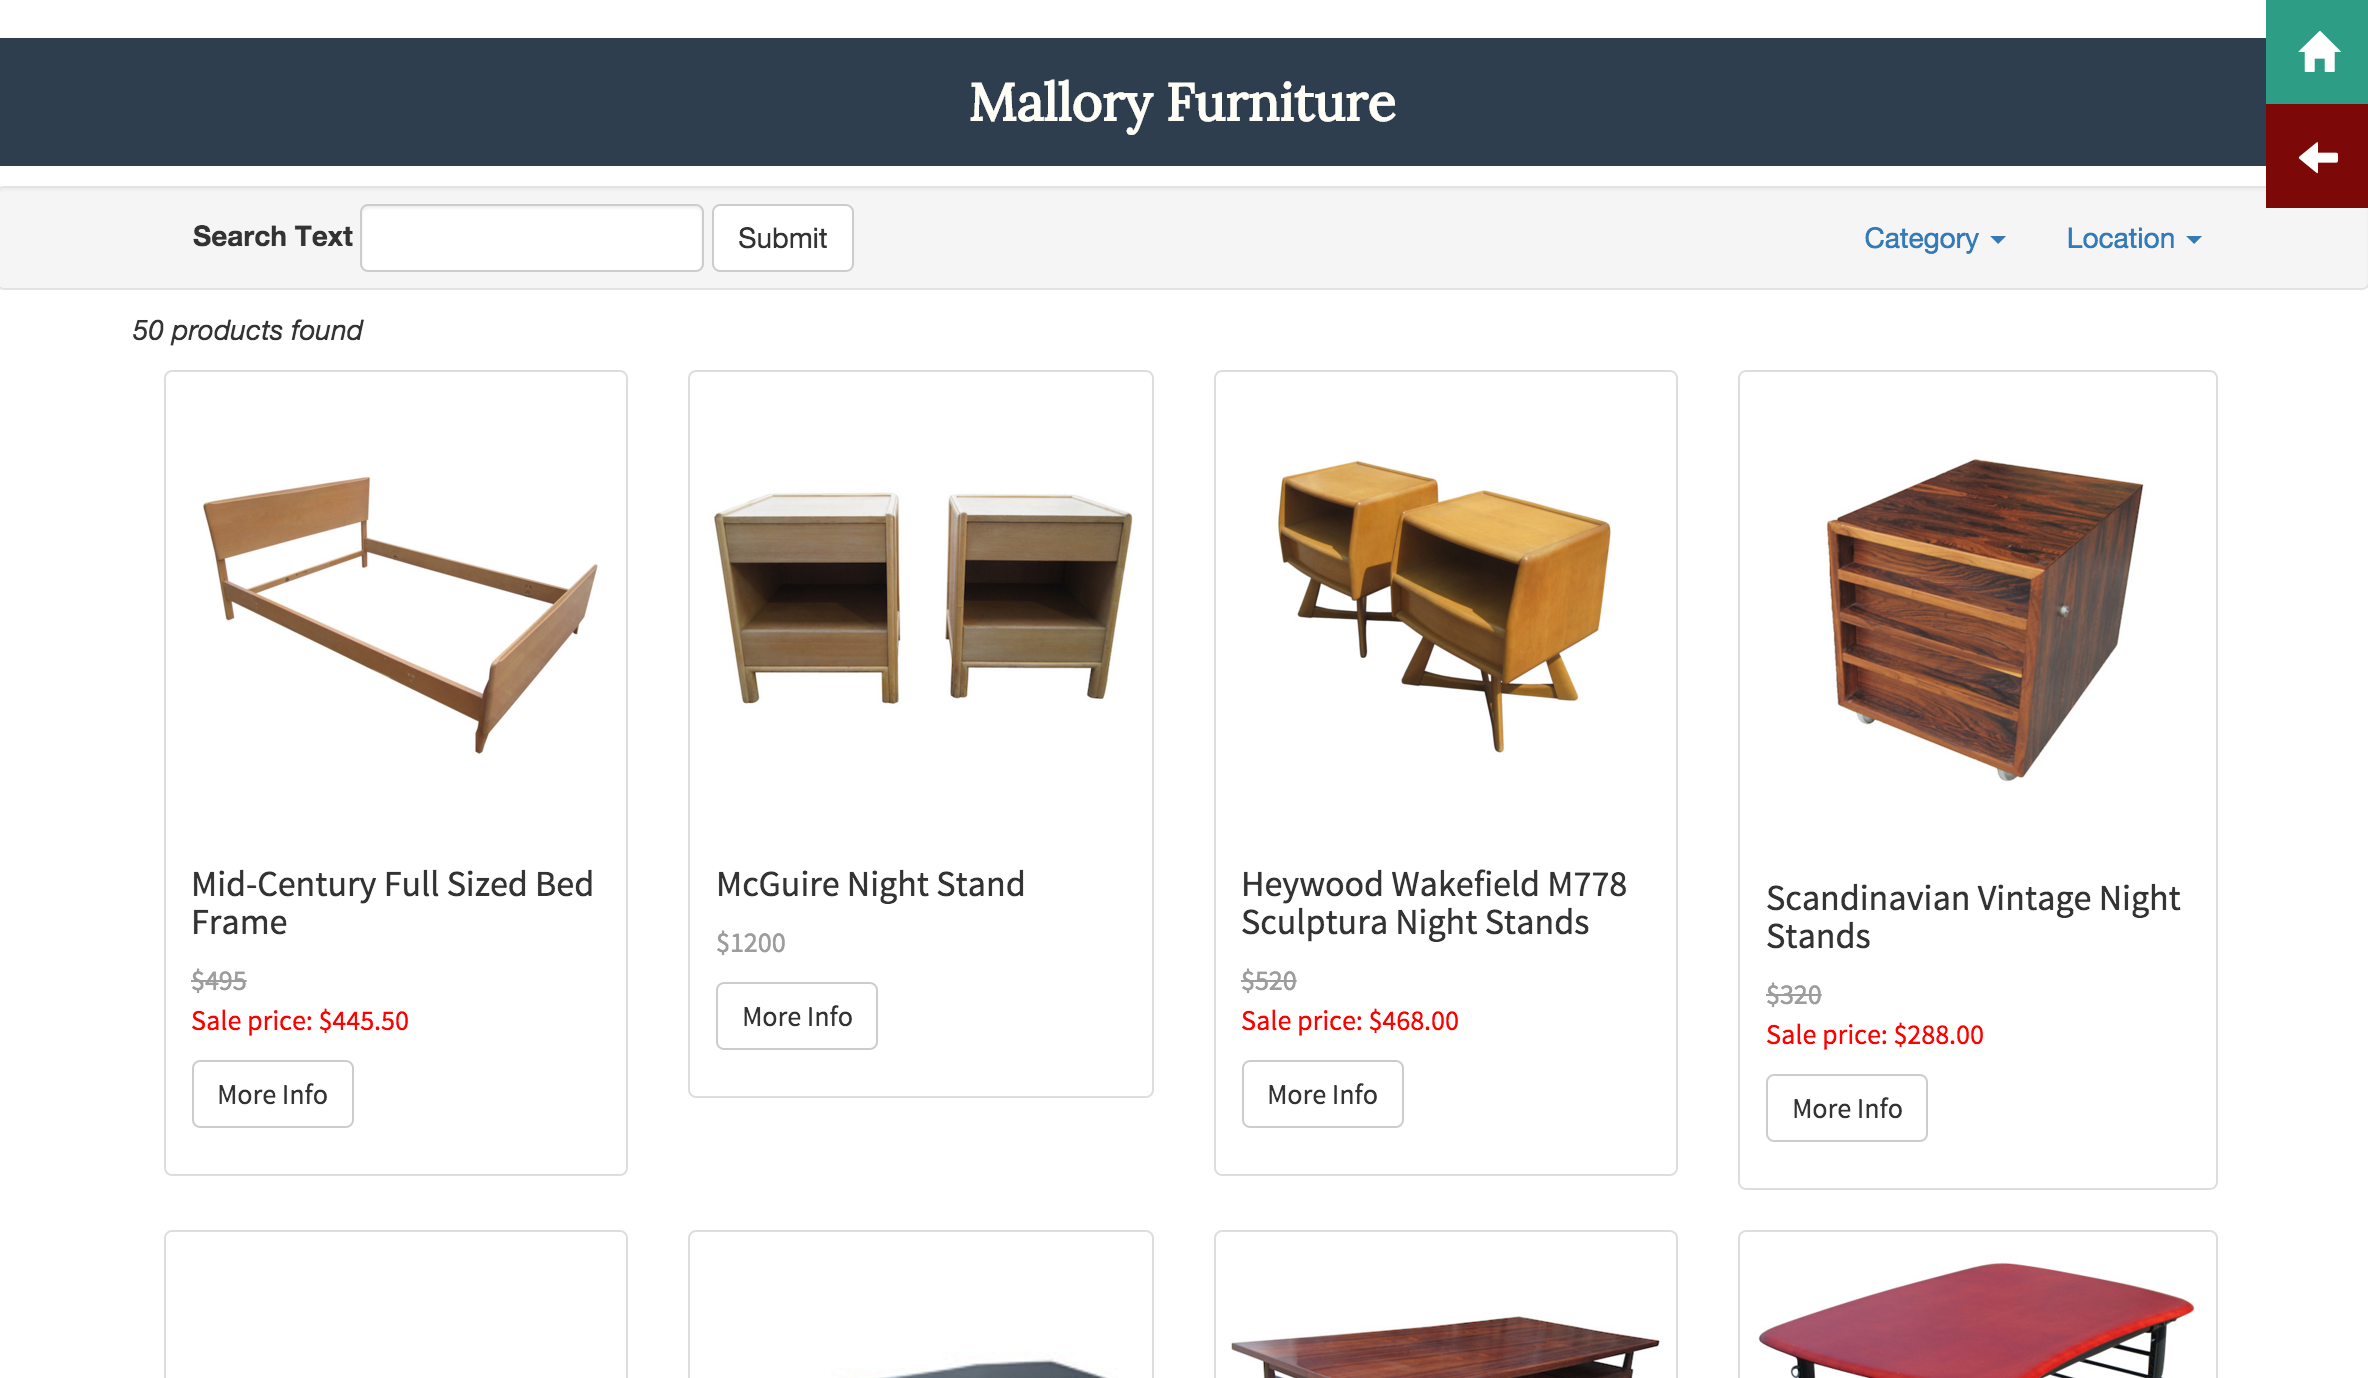 Mallory Furniture
Search Text
Submit
Category
Location
50 products found
Mid-Century Full Sized Bed
Frame
$495
Sale price: $445.50
More Info
McGuire Night Stand
$1200
More Info
Heywood Wakefield M778
Sculptura Night Stands
$520
Sale price: $468.00
More Info
Scandinavian Vintage Night
Stands
$320
Sale price: $288.00
More Info